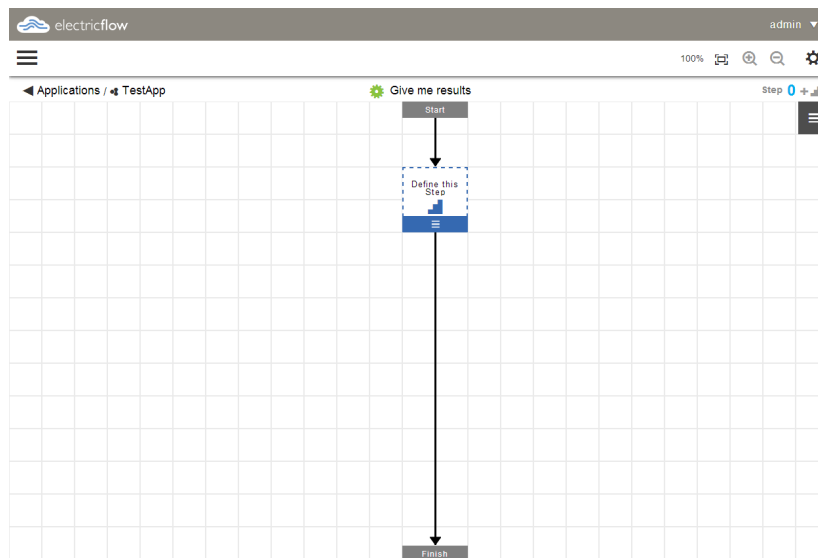 electricflow
admin
100%
Applications / TestApp
Give me results
Step 0 +
Start
Define this
Step
Finish